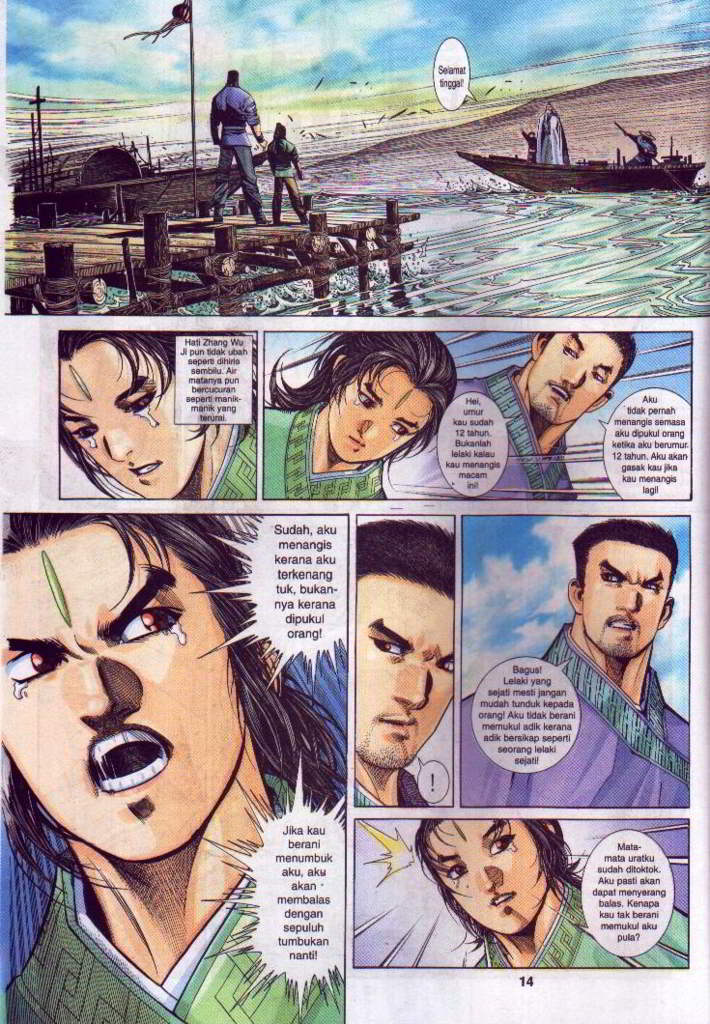 Selamat
tinggal!
Hati Zhang Wu
Ji pun tidak ubah
seperti dihiris
sembilu. Air
matanya pun
bercucuran
seperti manik-
manik yang
terurai.
Hei,
umur
kau sudah
12 tahun.
Bukanlah
lelaki kalau
kau menangis
macam
ini!
Aku
tidak pernah
menangis semasa
aku dipukul orang
ketika aku berumur
12 tahun. Aku akan
gasak kau jika
kau menangis
lagi!
Sudah, aku
menangis
kerana aku
terkenang
tuk, bukan-
nya kerana
dipukul
orang!
Jika kau
berani
menumbuk
aku, aku
akan
membalas
dengan
sepuluh
tumbukan
nanti!
!
Bagus!
Lelaki yang
sejati mesti jangan
mudah tunduk kepada
orang! Aku tidak berani
memukul adik kerana
adik bersikap seperti
seorang lelaki
sejati!
Mata-
mata uratku
sudah ditoktok.
Aku pasti akan
dapat menyerang
balas. Kenapa
kau tak berani
memukul aku
pula?
14